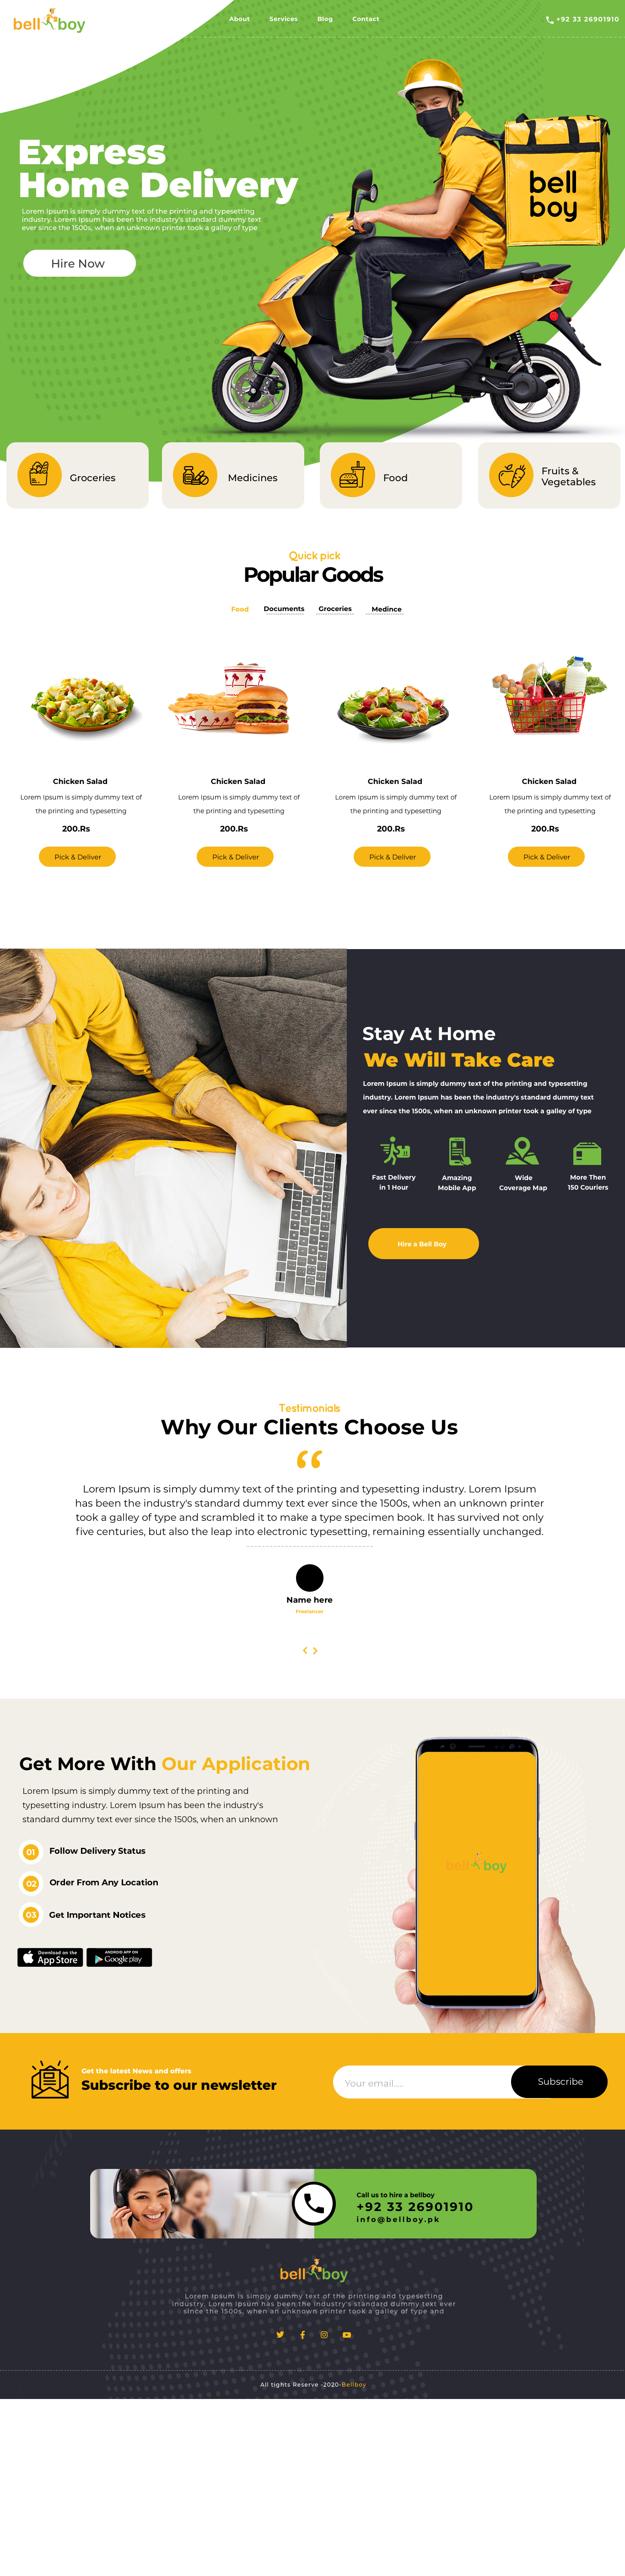 bell boy
About Services Blog Contact
+92 33 26901910
Express
Home Delivery
Lorem Ipsum is simply dummy text of the printing and typesetting
industry. Lorem Ipsum has been the industry's standard dummy text
ever since the 1500s, when an unknown printer took a galley of type
Hire Now
bell
boy
Groceries
Medicines
Food
Fruits &
Vegetables
Quick pick
Popular Goods
Food Documents Groceries Medince
Chicken Salad
Lorem Ipsum is simply dummy text of
the printing and typesetting
200.Rs
Pick & Deliver
Chicken Salad
Lorem Ipsum is simply dummy text of
the printing and typesetting
200.Rs
Pick & Deliver
Chicken Salad
Lorem Ipsum is simply dummy text of
the printing and typesetting
200.Rs
Pick & Deliver
Chicken Salad
Lorem Ipsum is simply dummy text of
the printing and typesetting
200.Rs
Pick & Deliver
Stay At Home
We Will Take Care
Lorem Ipsum is simply dummy text of the printing and typesetting
industry. Lorem Ipsum has been the industry's standard dummy text
ever since the 1500s, when an unknown printer took a galley of type
Fast Delivery
in 1 Hour
Amazing
Mobile App
Wide
Coverage Map
More Then
150 Couriers
Hire a Bell Boy
Testimonials
Why Our Clients Choose Us
“
Lorem Ipsum is simply dummy text of the printing and typesetting industry. Lorem Ipsum
has been the industry's standard dummy text ever since the 1500s, when an unknown printer
took a galley of type and scrambled it to make a type specimen book. It has survived not only
five centuries, but also the leap into electronic typesetting, remaining essentially unchanged.
Name here
Freelancer
Get More With Our Application
Lorem Ipsum is simply dummy text of the printing and
typesetting industry. Lorem Ipsum has been the industry's
standard dummy text ever since the 1500s, when an unknown
01 Follow Delivery Status
02 Order From Any Location
03 Get Important Notices
Download on the
App Store
ANDROID APP ON
Google play
bell boy
Get the latest News and offers
Subscribe to our newsletter
Your email.....
Subscribe
Call us to hire a bellboy
+92 33 26901910
info@bellboy.pk
bell boy
Lorem Ipsum is simply dummy text of the printing and typesetting
industry. Lorem Ipsum has been the industry's standard dummy text ever
since the 1500s, when an unknown printer took a galley of type and
All tights Reserve -2020-Bellboy